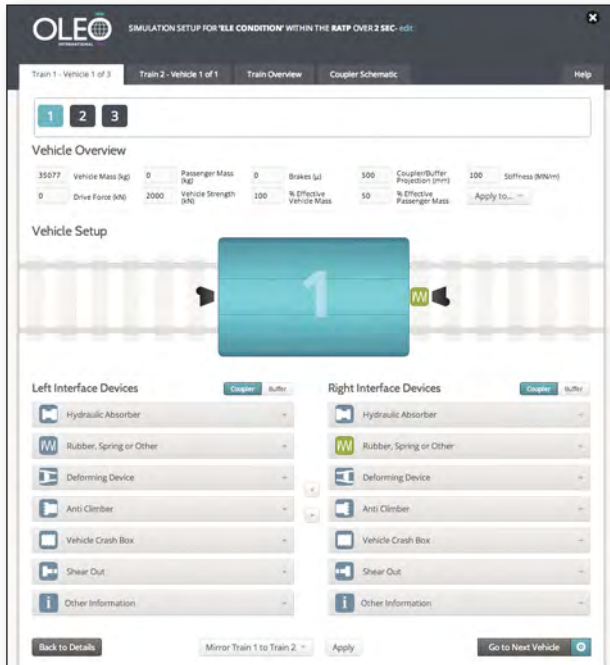 OLEO
INTERNATIONAL
SIMULATION SETUP FOR 'ELE CONDITION' WITHIN THE RATP OVER 2 SEC- edit
Train 1 - Vehicle 1 of 3 Train 2 - Vehicle 1 of 1 Train Overview Coupler Schematic Help
1 2 3
Vehicle Overview
35077 Vehicle Mass (kg) 0 Passenger Mass (kg) 0 Brakes (μ) 500 Coupler/Buffer Projection (mm) 100 Stiffness (MN/m)
0 Drive Force (kN) 2000 Vehicle Strength (kN) 100 % Effective Vehicle Mass 50 % Effective Passenger Mass Apply to...
Vehicle Setup
1
Left Interface Devices Coupler Buffer Right Interface Devices Coupler Buffer
Hydraulic Absorber Hydraulic Absorber
Rubber, Spring or Other Rubber, Spring or Other
Deforming Device Deforming Device
Anti Climber Anti Climber
Vehicle Crash Box Vehicle Crash Box
Shear Out Shear Out
i Other Information i Other Information
Back to Details Mirror Train 1 to Train 2 Apply Go to Next Vehicle